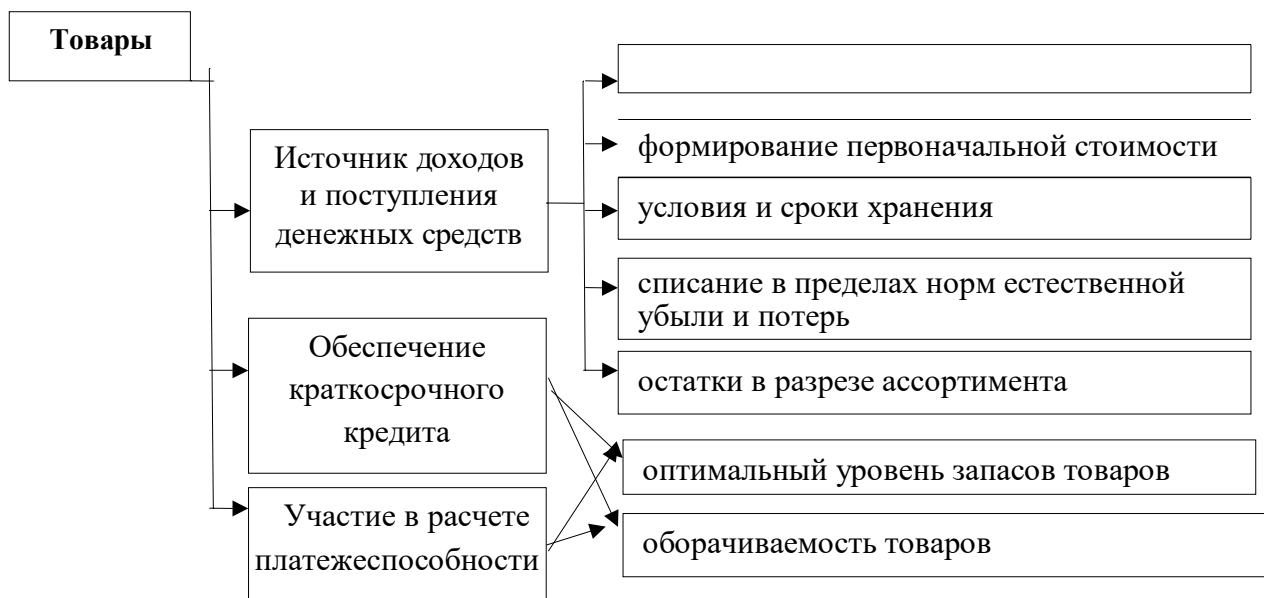 Товары
Источник доходов
и поступления
денежных средств
Обеспечение
краткосрочного
кредита
Участие в расчете
платежеспособности
формирование первоначальной стоимости
условия и сроки хранения
списание в пределах норм естественной
убыли и потерь
остатки в разрезе ассортимента
оптимальный уровень запасов товаров
оборачиваемость товаров